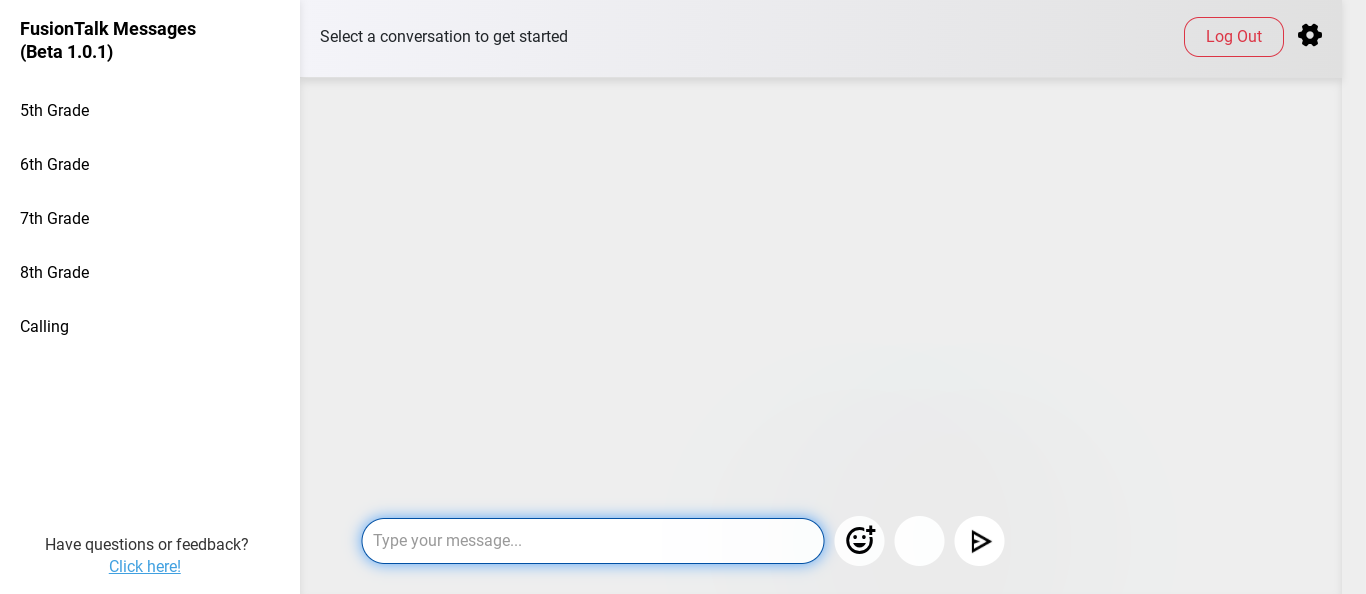 FusionTalk Messages
(Beta 1.0.1)
5th Grade
6th Grade
7th Grade
8th Grade
Calling
Have questions or feedback?
Click here!
Select a conversation to get started
Log Out
Type your message...